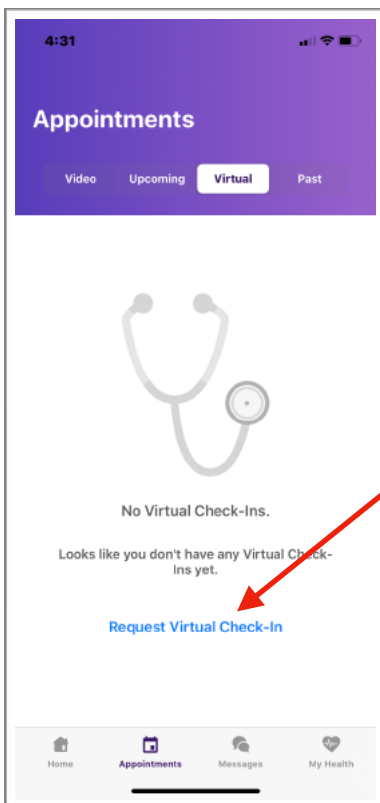 4:31
Appointments
Video Upcoming Virtual Past
No Virtual Check-Ins.
Looks like you don't have any Virtual Check-
Ins yet.
Request Virtual Check-In
Home Appointments Messages My Health